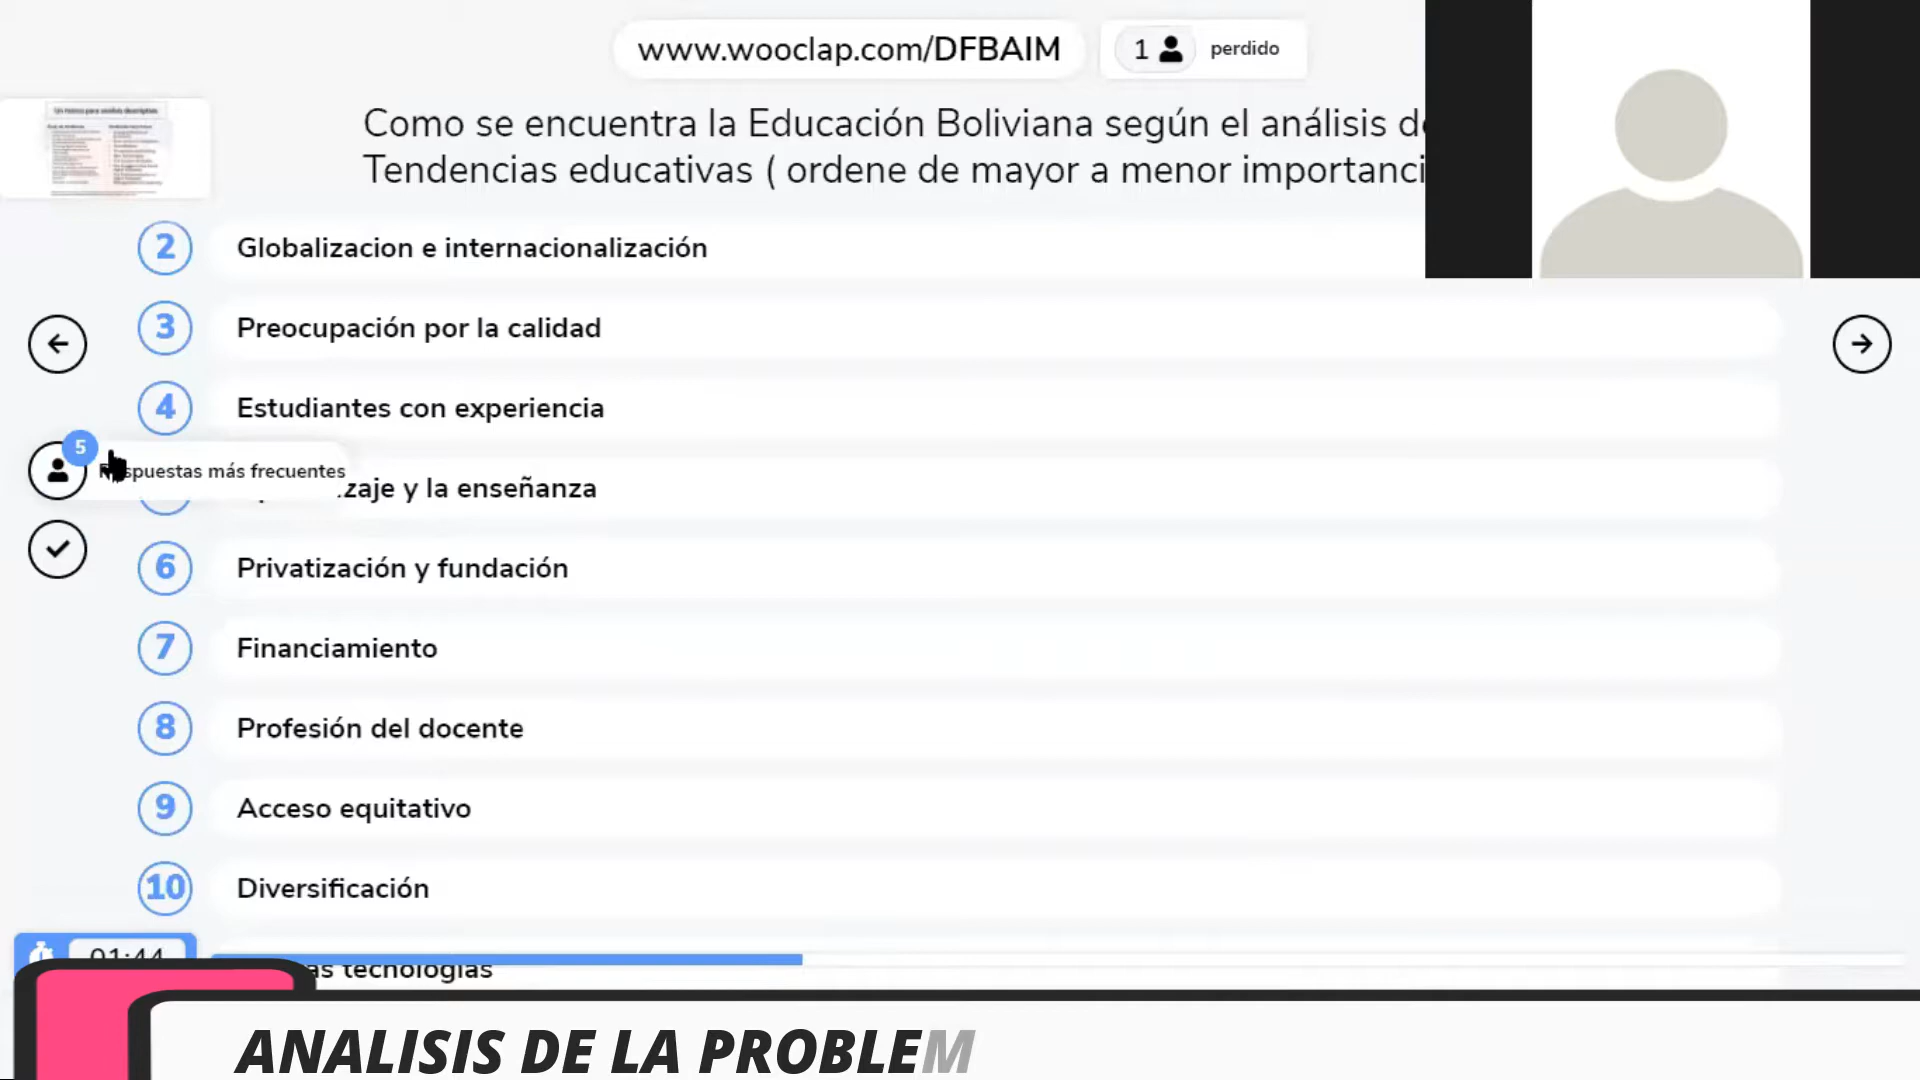 www.wooclap.com/DFBAIM
1 perdido
Como se encuentra la Educación Boliviana según el análisis
Tendencias educativas ( ordene de mayor a menor importanci
2 Globalizacion e internacionalización
3 Preocupación por la calidad
4 Estudiantes con experiencia
5
más frecuentes
y la enseñanza
6 Privatización y fundación
7 Financiamiento
8 Profesión del docente
9 Acceso equitativo
10 Diversificación
01:44
tecnologías
ANALISIS DE LA PROBLEM